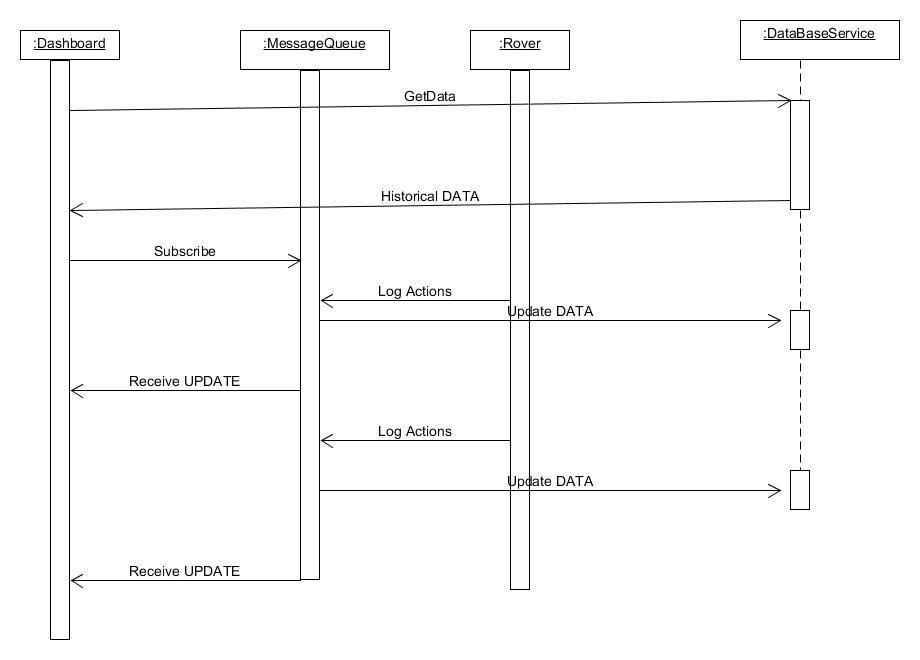 :Dashboard
:MessageQueue
:Rover
:DataBaseService
GetData
Historical DATA
Subscribe
Log Actions
Update DATA
Receive UPDATE
Log Actions
Update DATA
Receive UPDATE